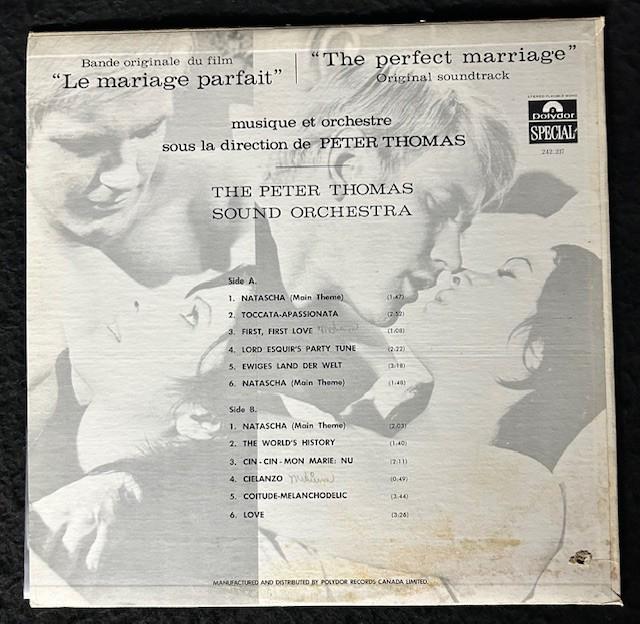 Bande originale du film
“Le mariage parfait”
“The perfect marriage”
Original soundtrack
musique et orchestre
sous la direction de PETER THOMAS
THE PETER THOMAS
SOUND ORCHESTRA
STEREO PLAYABLE MONO
Polydor
SPECIAL
242.217
Side A.
1. NATASCHA (Main Theme) (1:47)
2. TOCCATA-APASSIONATA (2:52)
3. FIRST, FIRST LOVE (1:08)
4. LORD ESQUIR'S PARTY TUNE (2:22)
5. EWIGES LAND DER WELT (3:18)
6. NATASCHA (Main Theme) (1:48)
Side B.
1. NATASCHA (Main Theme) (2:03)
2. THE WORLD'S HISTORY (1:40)
3. CIN-CIN-MON MARIE: NU (2:11)
4. CIELANZO (0:49)
5. COITUDE-MELANCHODELIC (3:44)
6. LOVE (3:26)
MANUFACTURED AND DISTRIBUTED BY POLYDOR RECORDS CANADA LIMITED.